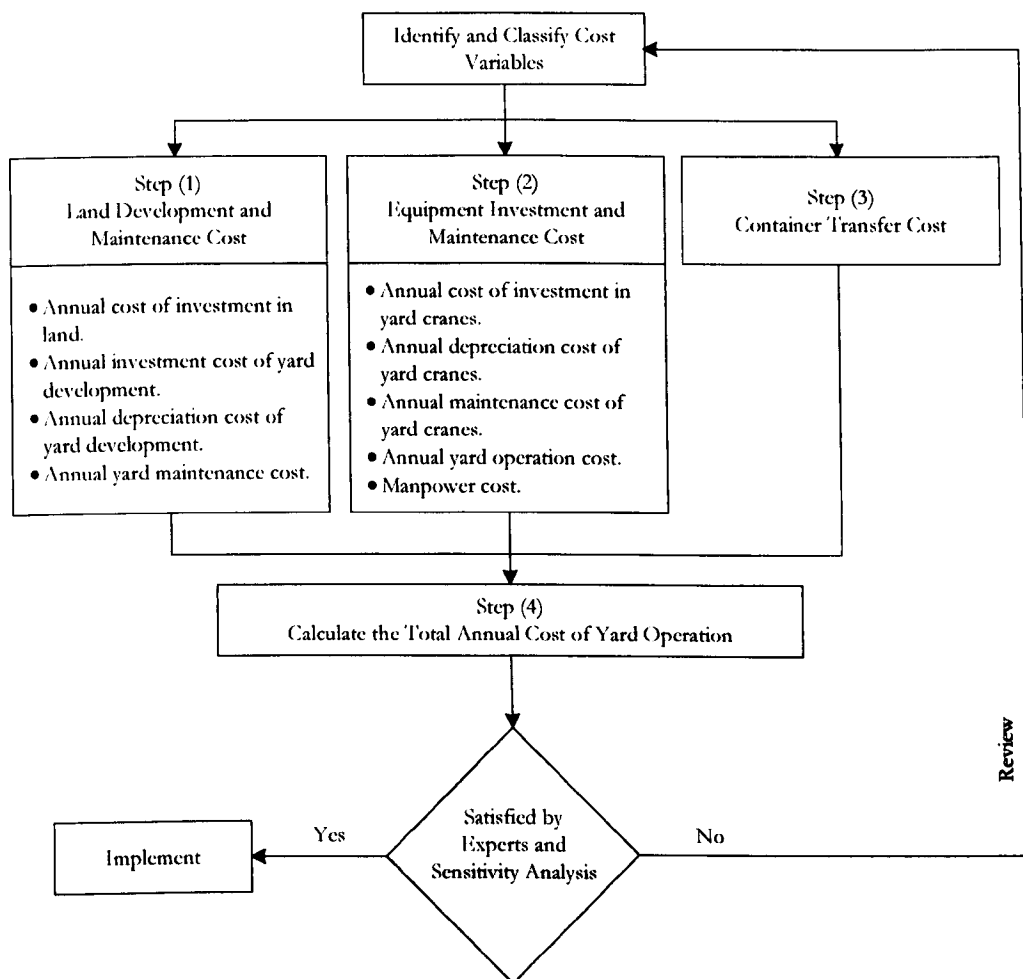 Identify and Classify Cost
Variables
Step (1)
Land Development and
Maintenance Cost
• Annual cost of investment in
land.
• Annual investment cost of yard
development.
• Annual depreciation cost of
yard development.
• Annual yard maintenance cost.
Step (2)
Equipment Investment and
Maintenance Cost
• Annual cost of investment in
yard cranes.
• Annual depreciation cost of
yard cranes.
• Annual maintenance cost of
yard cranes.
• Annual yard operation cost.
• Manpower cost.
Step (3)
Container Transfer Cost
Step (4)
Calculate the Total Annual Cost of Yard Operation
Satisfied by
Experts and
Sensitivity Analysis
Yes
Implement
No
Review